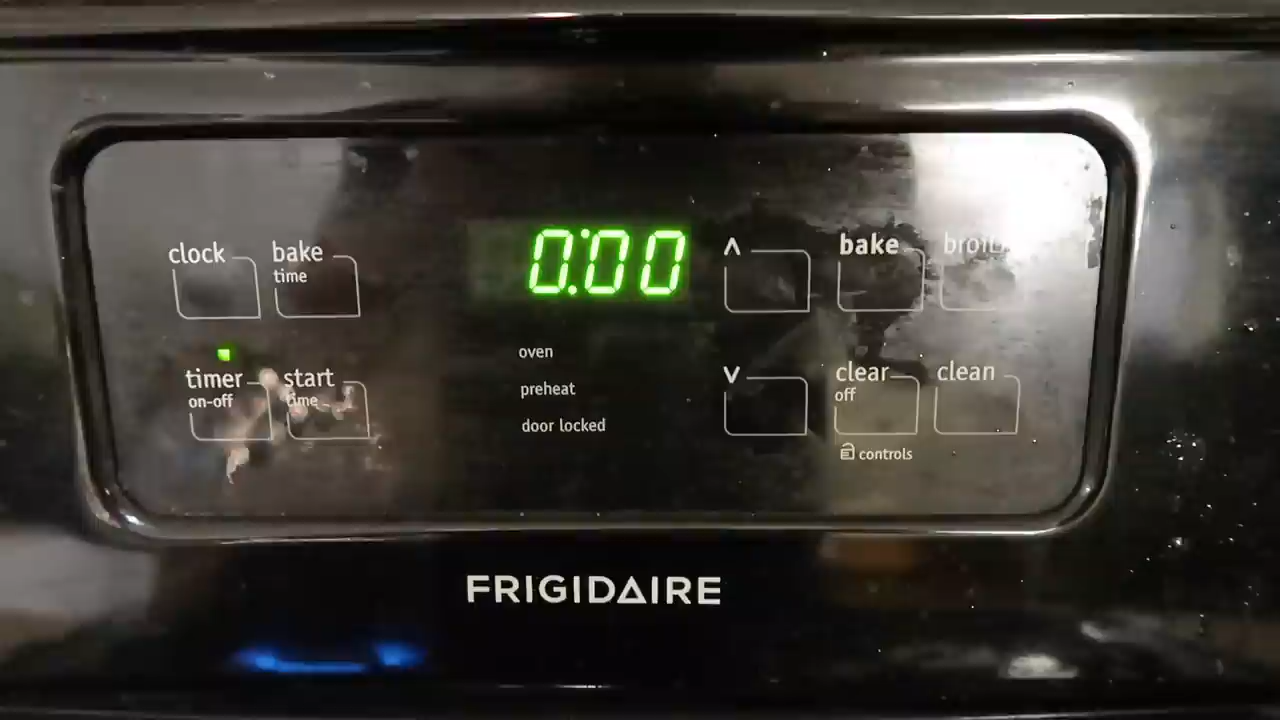 clock
bake
time
0:00
^
bake
broil
timer
on-off
start
time
oven
preheat
door locked
v
clear
off
clean
controls
FRIGIDAIRE